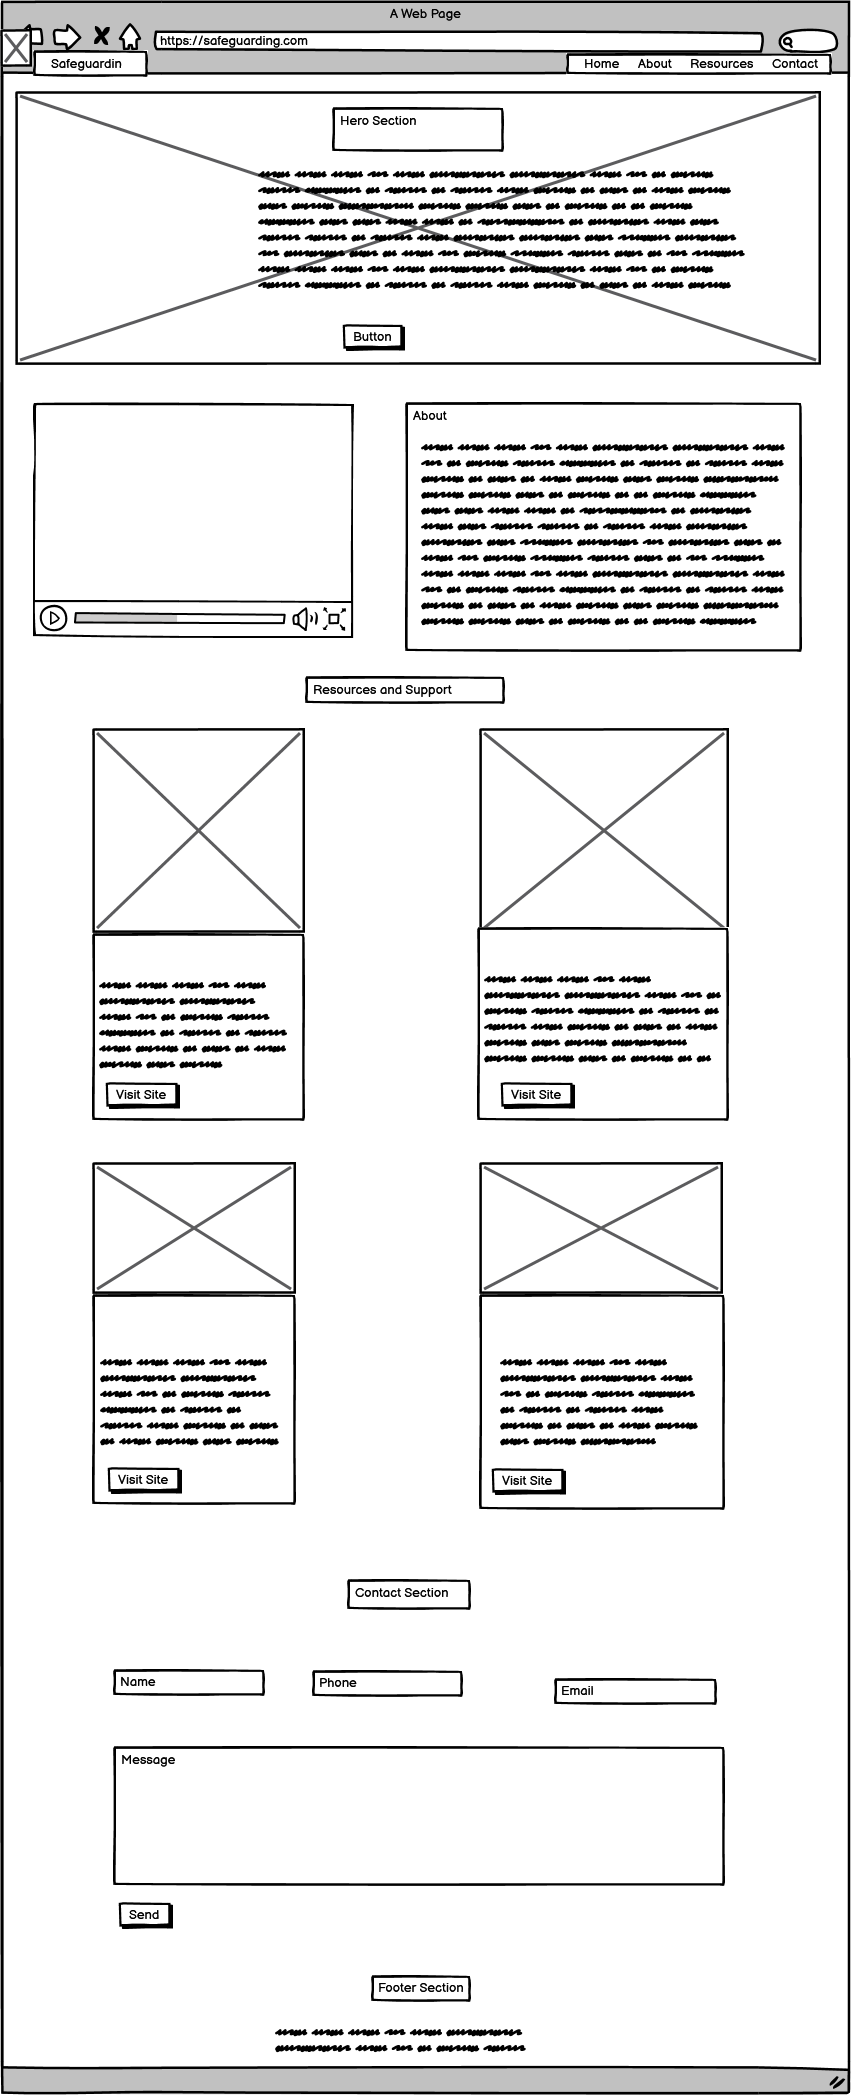 A Web Page
https://safeguarding.com
Safeguardin
Home About Resources Contact
Hero Section
Button
About
Resources and Support
Visit Site
Visit Site
Visit Site
Visit Site
Contact Section
Name
Phone
Email
Message
Send
Footer Section